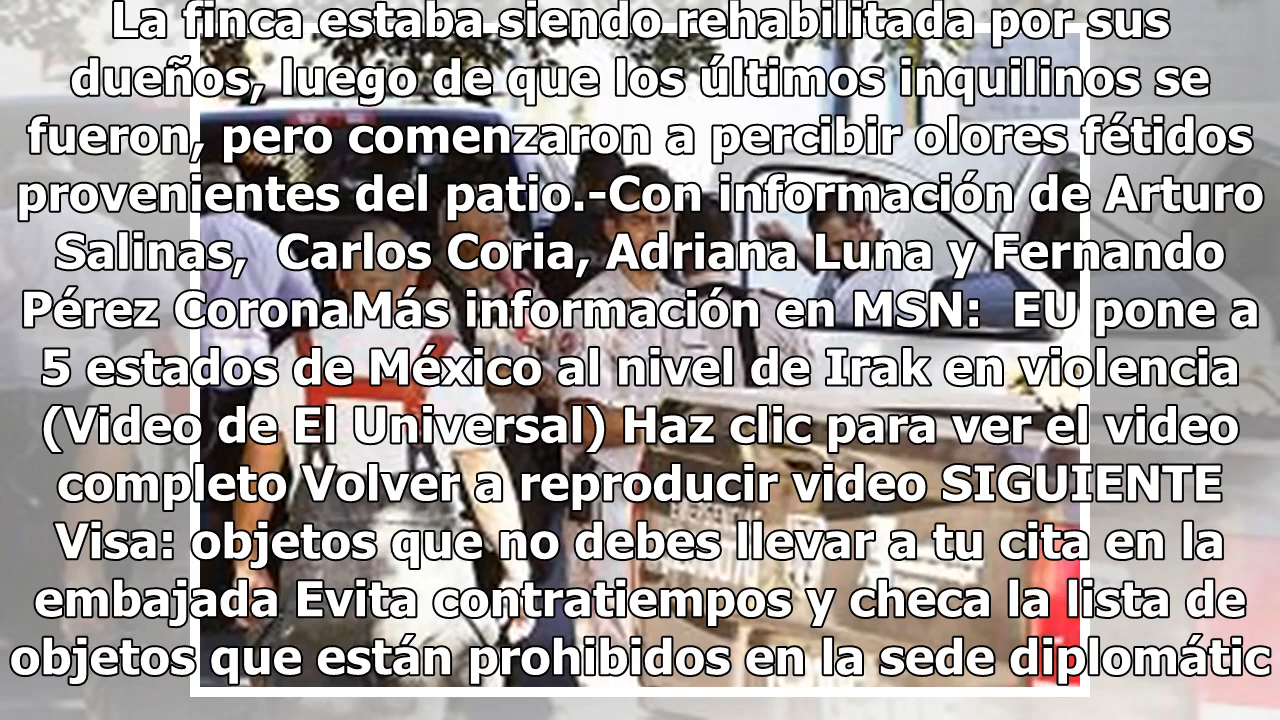 La finca estaba siendo rehabilitada por sus
dueños, luego de que los últimos inquilinos se
fueron, pero comenzaron a percibir olores fétidos
provenientes del patio.-Con información de Arturo
Salinas,  Carlos Coria, Adriana Luna y Fernando
Pérez CoronaMás información en MSN:  EU pone a
5 estados de México al nivel de Irak en violencia
(Video de El Universal) Haz clic para ver el video
completo Volver a reproducir video SIGUIENTE
Visa: objetos que no debes llevar a tu cita en la
embajada Evita contratiempos y checa la lista de
objetos que están prohibidos en la sede diplomátic